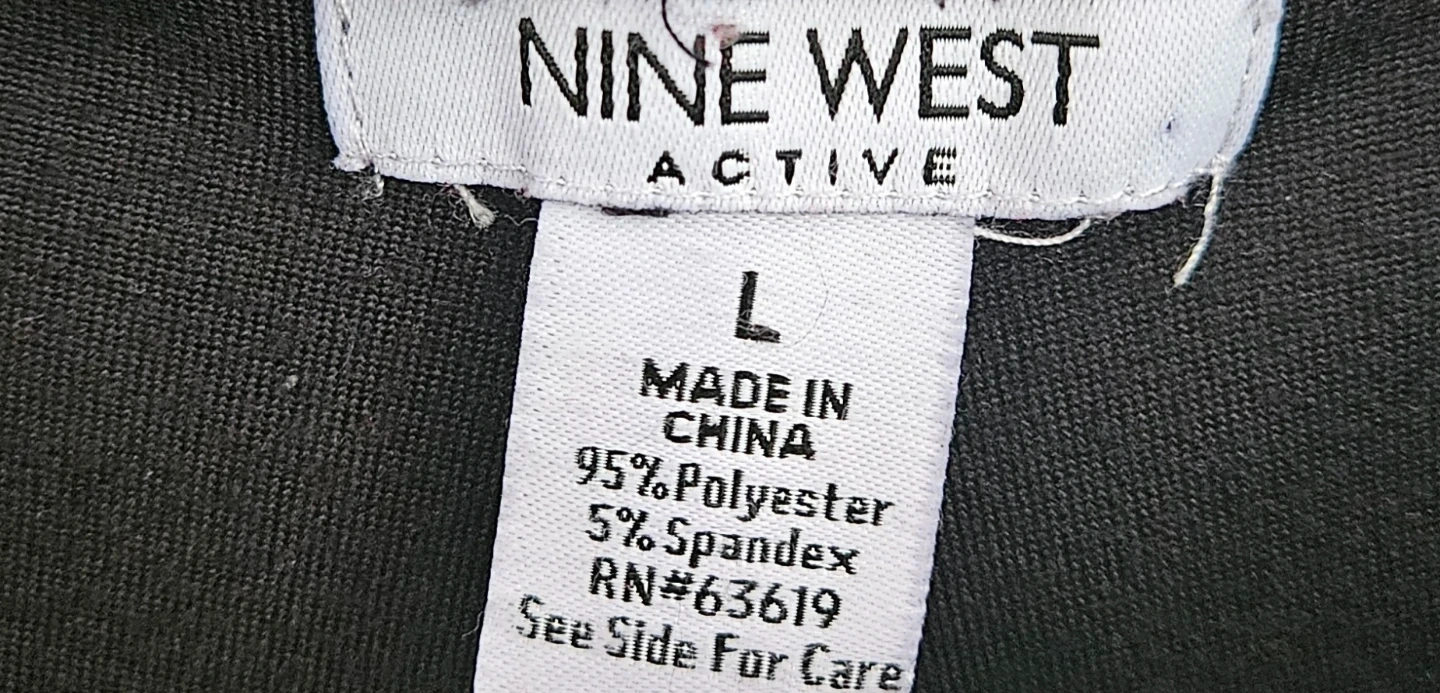 NINE WEST
ACTIVE
L
MADE IN
CHINA
95% Polyester
5% Spandex
RN#63619
See Side For Care